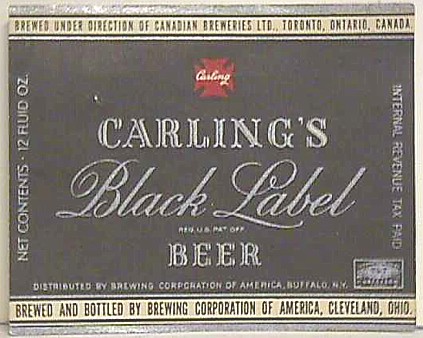 BREWED UNDER DIRECTION OF CANADIAN BREWERIES LTD., TORONTO, ONTARIO, CANADA.
Carling
CARLING'S
Black Label
REG. U.S. PAT. OFF.
BEER
NET CONTENTS · 12 FLUID OZ.
INTERNAL REVENUE TAX PAID
DISTRIBUTED BY BREWING CORPORATION OF AMERICA, BUFFALO, N.Y.
BREWED AND BOTTLED BY BREWING CORPORATION OF AMERICA, CLEVELAND, OHIO.